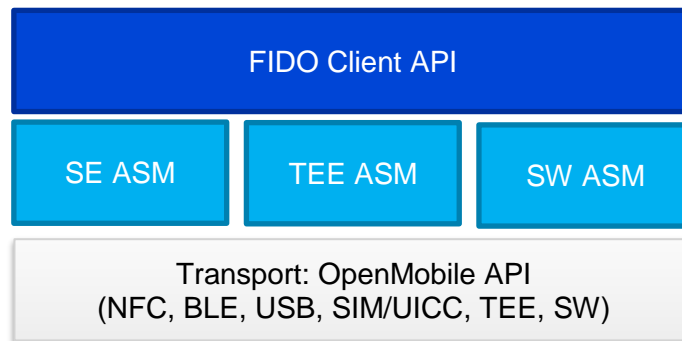 FIDO Client API
SE ASM
TEE ASM
SW ASM
Transport: OpenMobile API
(NFC, BLE, USB, SIM/UICC, TEE, SW)